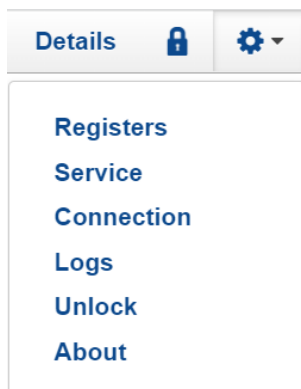 Details
Registers
Service
Connection
Logs
Unlock
About